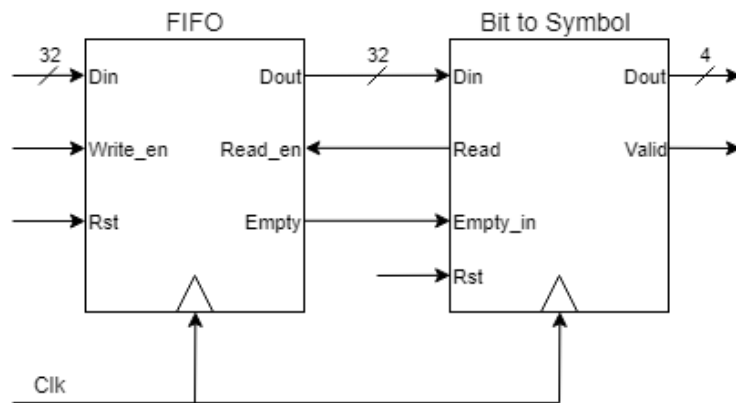 FIFO
Bit to Symbol
32
32
4
Din
Dout
Din
Dout
Write_en
Read_en
Read
Valid
Rst
Empty
Empty_in
Rst
Clk